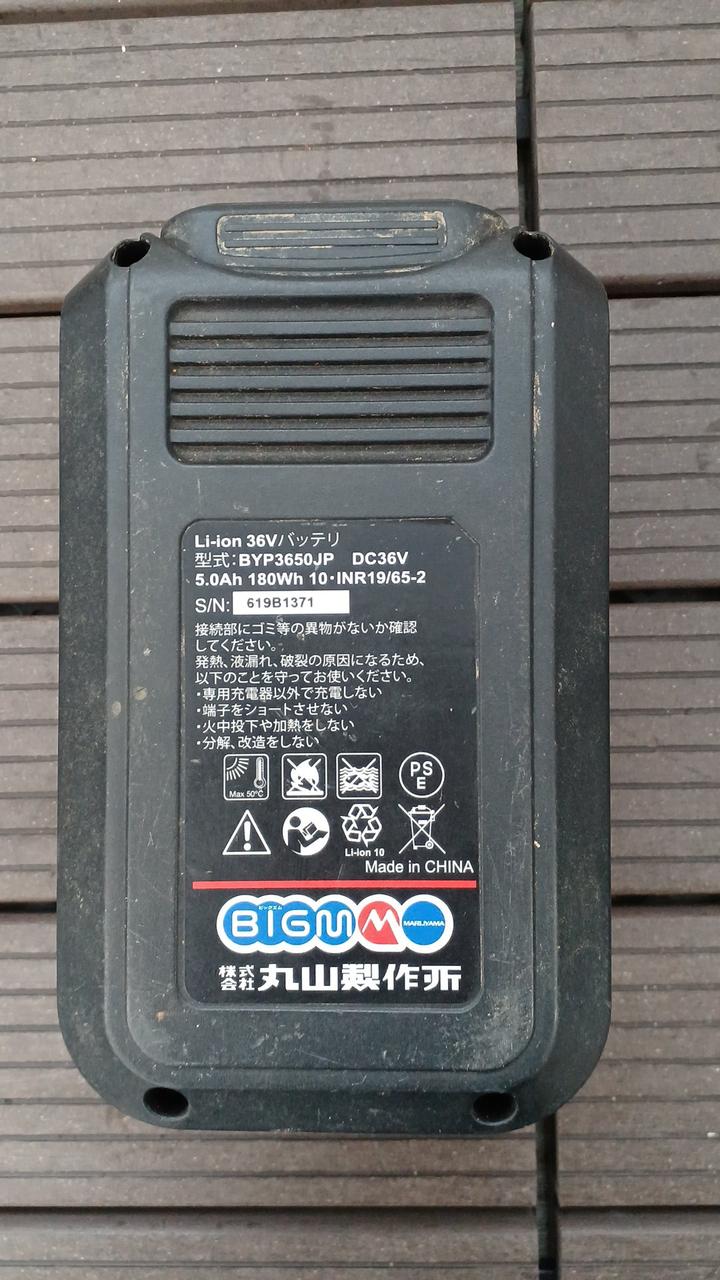 Li-ion 36Vバッテリ
型式:BYP3650JP DC36V
5.0Ah 180Wh 10・INR19/65-2
S/N: 619B1371
接続部にゴミ等の異物がないか確認
してください。
発熱、液漏れ、破裂の原因になるため、
以下のことを守ってお使いください。
・専用充電器以外で充電しない
・端子をショートさせない
・火中投下や加熱をしない
・分解、改造をしない
Max 50°C
PS
E
Li-ion 10
Made in CHINA
ビッグエム
BIGM
MARUYAMA
株式会社 丸山製作所